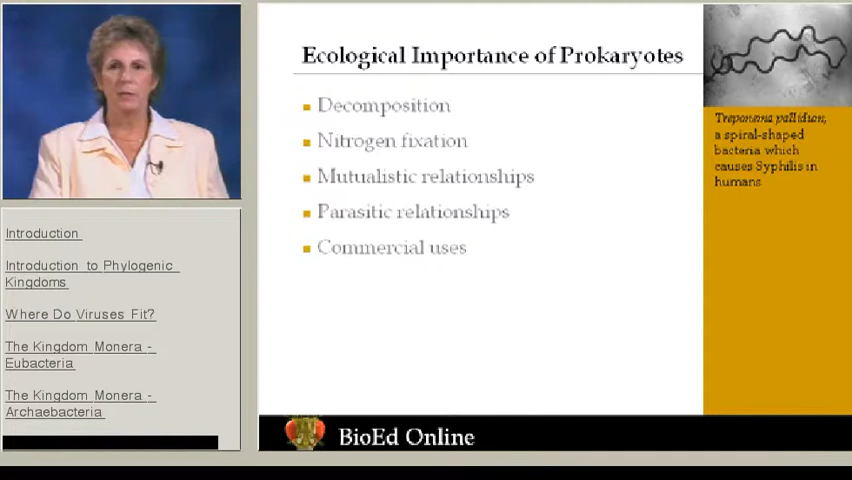 Ecological Importance of Prokaryotes
Decomposition
Nitrogen fixation
Mutualistic relationships
Parasitic relationships
Commercial uses
Treponema pallidum,
a spiral-shaped
bacteria which
causes Syphilis in
humans
Introduction
Introduction to Phylogenic
Kingdoms
Where Do Viruses Fit?
The Kingdom Monera -
Eubacteria
The Kingdom Monera -
Archaebacteria
BioEd Online